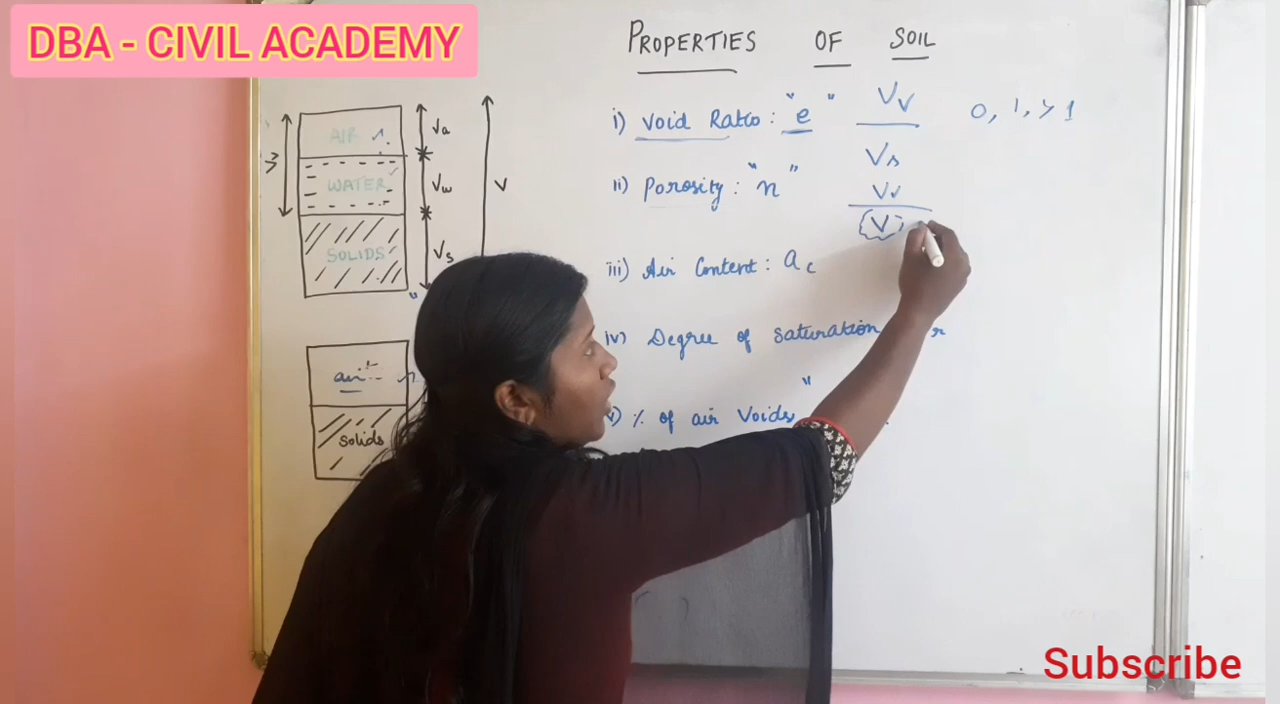 DBA - CIVIL ACADEMY
PROPERTIES OF SOIL
i) Void Ratio: "e" Vv / Vs 0, 1, > 1
ii) Porosity: "n" Vv / (V)
iii) Air Content: ac
iv) Degree of Saturation r
v) % of air Voids "
AIR
Va
WATER
Vw
V
SOLIDS
Vs
air
Solids
Subscribe